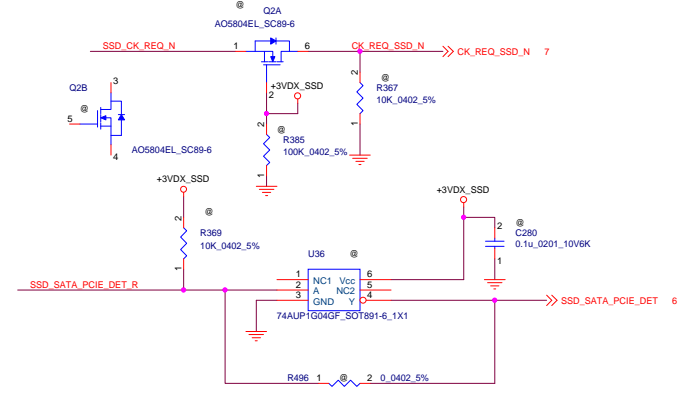 @
Q2A
AO5804EL_SC89-6
SSD_CK_REQ_N
1
6
CK_REQ_SSD_N
CK_REQ_SSD_N 7
2
+3VDX_SSD
Q2B
@
3
5
4
AO5804EL_SC89-6
@
2
R367
10K_0402_5%
1
@
2
R385
100K_0402_5%
1
+3VDX_SSD
@
2
R369
10K_0402_5%
1
+3VDX_SSD
@
2
C280
0.1u_0201_10V6K
1
U36
@
SSD_SATA_PCIE_DET_R
1 NC1 Vcc 6
2 A NC2 5
3 GND Y 4
74AUP1G04GF_SOT891-6_1X1
SSD_SATA_PCIE_DET 6
R496 1 @ 2 0_0402_5%